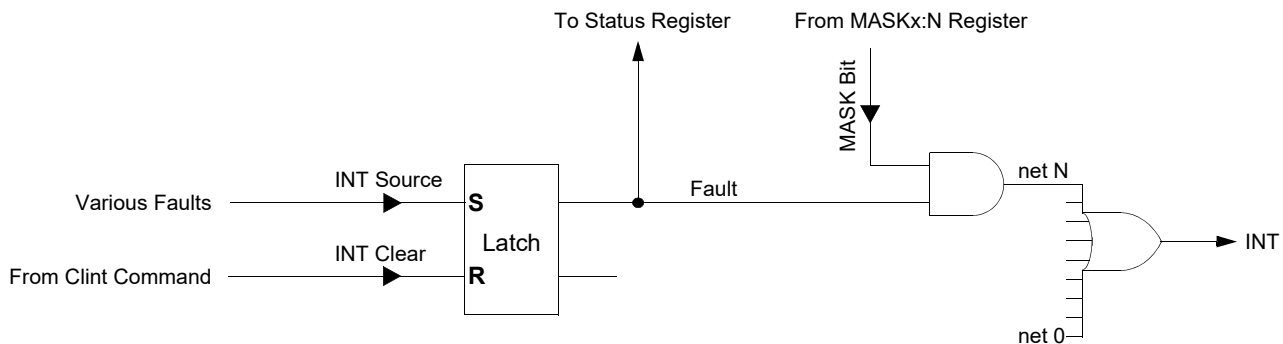 To Status Register
From MASKx:N Register
MASK Bit
INT Source
Various Faults
S
Fault
net N
Latch
INT
INT Clear
From Clint Command
R
net 0